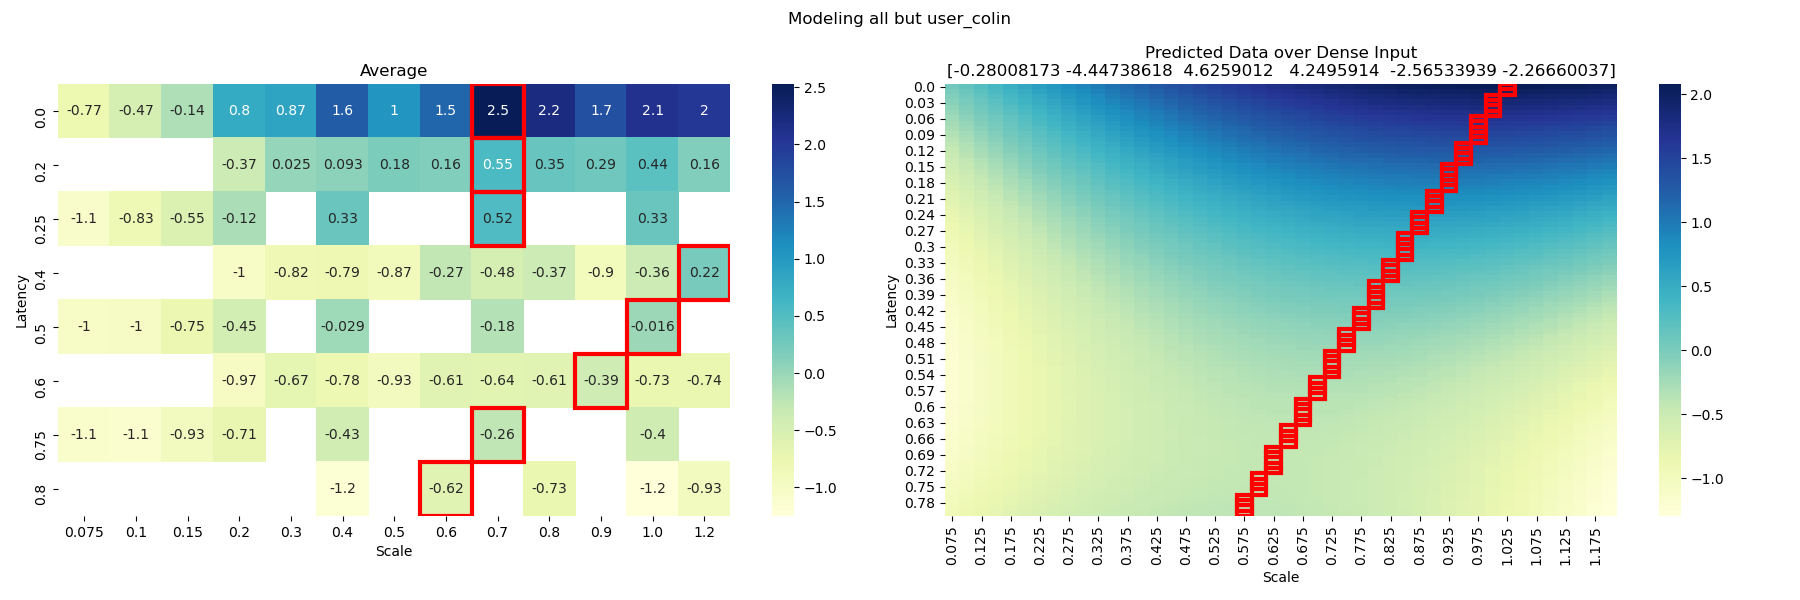 Modeling all but user_colin
Average
0.0 -0.77 -0.47 -0.14 0.8 0.87 1.6 1 1.5 2.5 2.2 1.7 2.1 2
0.2 -0.37 0.025 0.093 0.18 0.16 0.55 0.35 0.29 0.44 0.16
0.25 -1.1 -0.83 -0.55 -0.12 0.33 0.52 0.33
0.4 -1 -0.82 -0.79 -0.87 -0.27 -0.48 -0.37 -0.9 -0.36 0.22
0.5 -1 -1 -0.75 -0.45 -0.029 -0.18 -0.016
0.6 -0.97 -0.67 -0.78 -0.93 -0.61 -0.64 -0.61 -0.39 -0.73 -0.74
0.75 -1.1 -1.1 -0.93 -0.71 -0.43 -0.26 -0.4
0.8 -1.2 -0.62 -0.73 -1.2 -0.93
0.075 0.1 0.15 0.2 0.3 0.4 0.5 0.6 0.7 0.8 0.9 1.0 1.2
Scale
Latency
2.5
2.0
1.5
1.0
0.5
0.0
−0.5
−1.0
Predicted Data over Dense Input
[-0.28008173 -4.44738618 4.6259012 4.2495914 -2.56533939 -2.26660037]
0.0
0.03
0.06
0.09
0.12
0.15
0.18
0.21
0.24
0.27
0.3
0.33
0.36
0.39
0.42
0.45
0.48
0.51
0.54
0.57
0.6
0.63
0.66
0.69
0.72
0.75
0.78
Latency
0.075 0.125 0.175 0.225 0.275 0.325 0.375 0.425 0.475 0.525 0.575 0.625 0.675 0.725 0.775 0.825 0.875 0.925 0.975 1.025 1.075 1.125 1.175
Scale
2.0
1.5
1.0
0.5
0.0
−0.5
−1.0